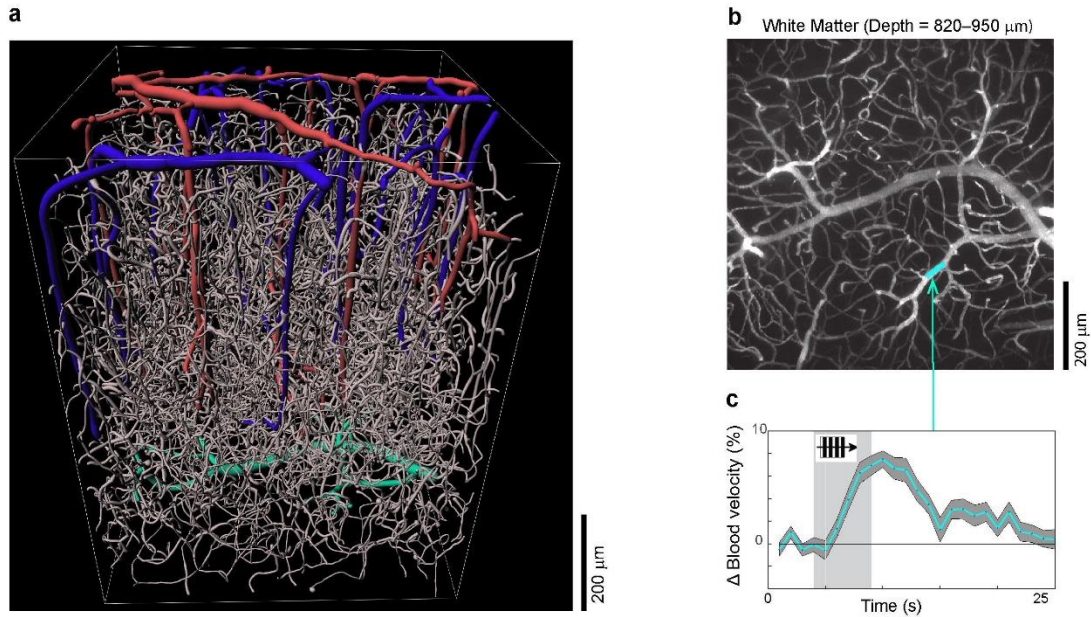 a
200 μm
b
White Matter (Depth = 820–950 μm)
200 μm
c
Δ Blood velocity (%)
10
0
0
25
Time (s)